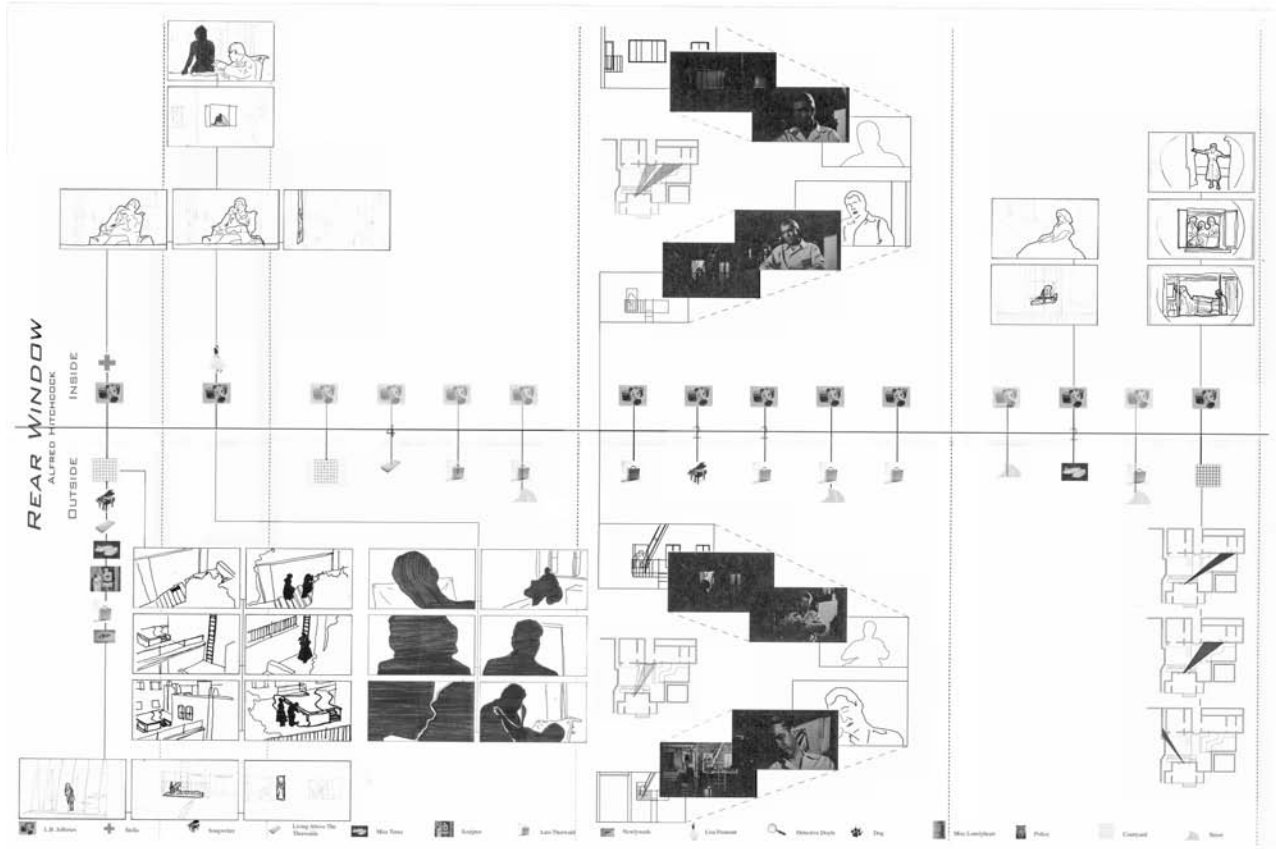 REAR WINDOW
ALFRED HITCHCOCK
INSIDE
OUTSIDE
4
L.B. Jefferies
Stella
Songwriter
Living Above The
Thorwalds
Miss Torso
Sculptor
Lars Thorwald
Newlyweds
Lisa Fremont
Detective Doyle
Dog
Miss Lonelyheart
Police
Courtyard
Street